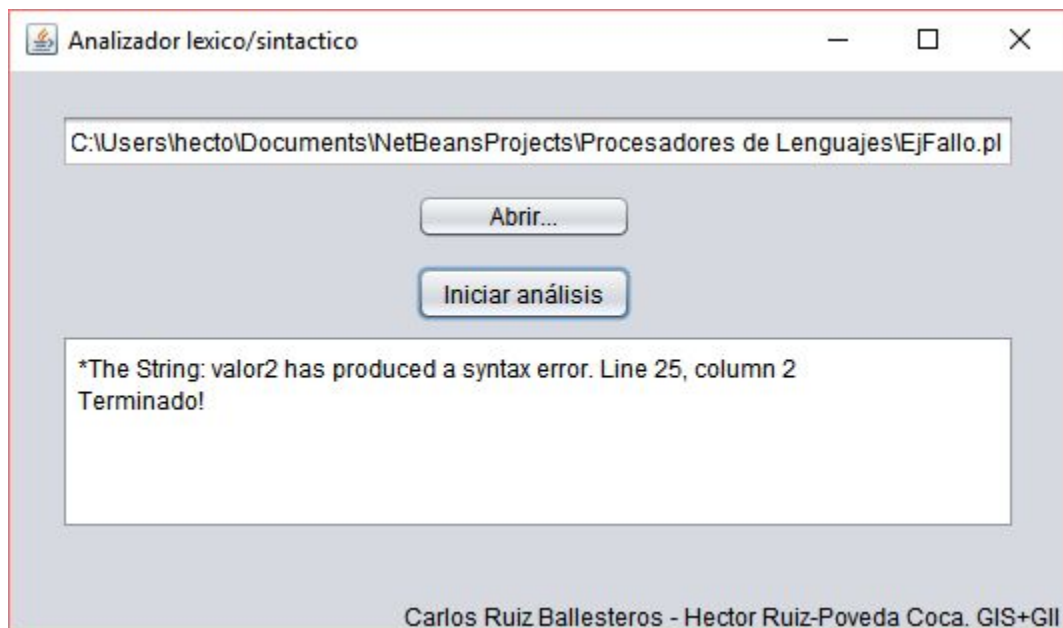 Analizador lexico/sintactico
C:\Users\hecto\Documents\NetBeansProjects\Procesadores de Lenguajes\EjFallo.pl
Abrir...
Iniciar análisis
*The String: valor2 has produced a syntax error. Line 25, column 2
Terminado!
Carlos Ruiz Ballesteros - Hector Ruiz-Poveda Coca. GIS+GII